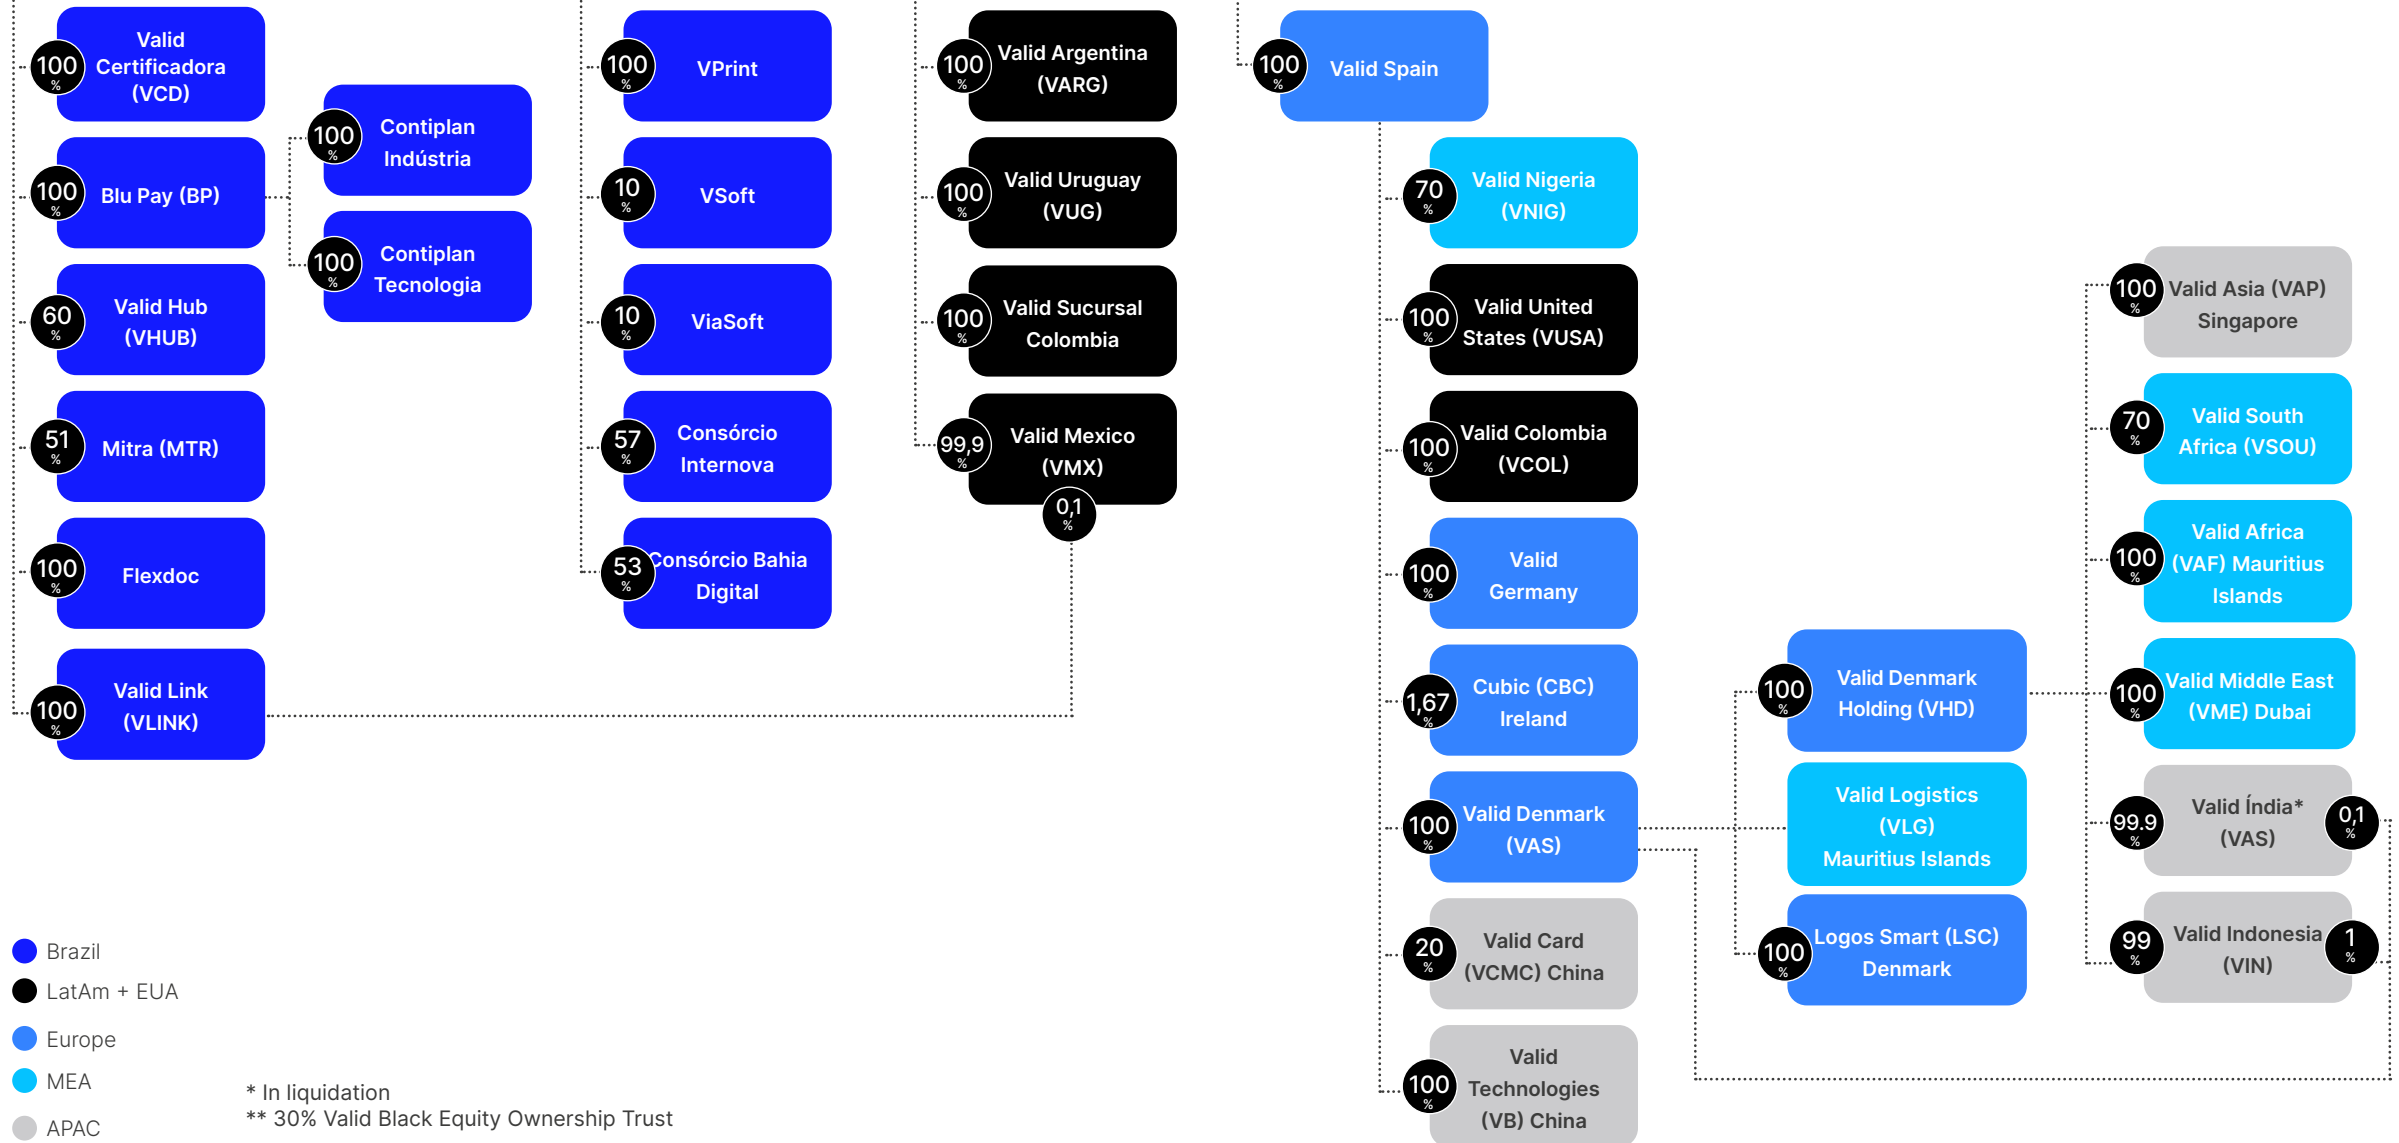 100
%
Valid
Certificadora
(VCD)
100
%
Blu Pay (BP)
100
%
Contiplan
Indústria
100
%
Contiplan
Tecnologia
60
%
Valid Hub
(VHUB)
51
%
Mitra (MTR)
100
%
Flexdoc
100
%
Valid Link
(VLINK)
100
%
VPrint
10
%
VSoft
10
%
ViaSoft
57
%
Consórcio
Internova
53
%
Consórcio Bahia
Digital
100
%
Valid Argentina
(VARG)
100
%
Valid Uruguay
(VUG)
100
%
Valid Sucursal
Colombia
99,9
%
Valid Mexico
(VMX)
0,1
%
100
%
Valid Spain
70
%
Valid Nigeria
(VNIG)
100
%
Valid United
States (VUSA)
100
%
Valid Colombia
(VCOL)
100
%
Valid
Germany
1,67
%
Cubic (CBC)
Ireland
100
%
Valid Denmark
(VAS)
20
%
Valid Card
(VCMC) China
100
%
Valid
Technologies
(VB) China
100
%
Valid Denmark
Holding (VHD)
Valid Logistics
(VLG)
Mauritius Islands
100
%
Logos Smart (LSC)
Denmark
100
%
Valid Asia (VAP)
Singapore
70
%
Valid South
Africa (VSOU)
100
%
Valid Africa
(VAF) Mauritius
Islands
100
%
Valid Middle East
(VME) Dubai
99.9
%
Valid Índia*
(VAS)
0,1
%
99
%
Valid Indonesia
(VIN)
1
%
Brazil
LatAm + EUA
Europe
MEA
APAC
* In liquidation
** 30% Valid Black Equity Ownership Trust